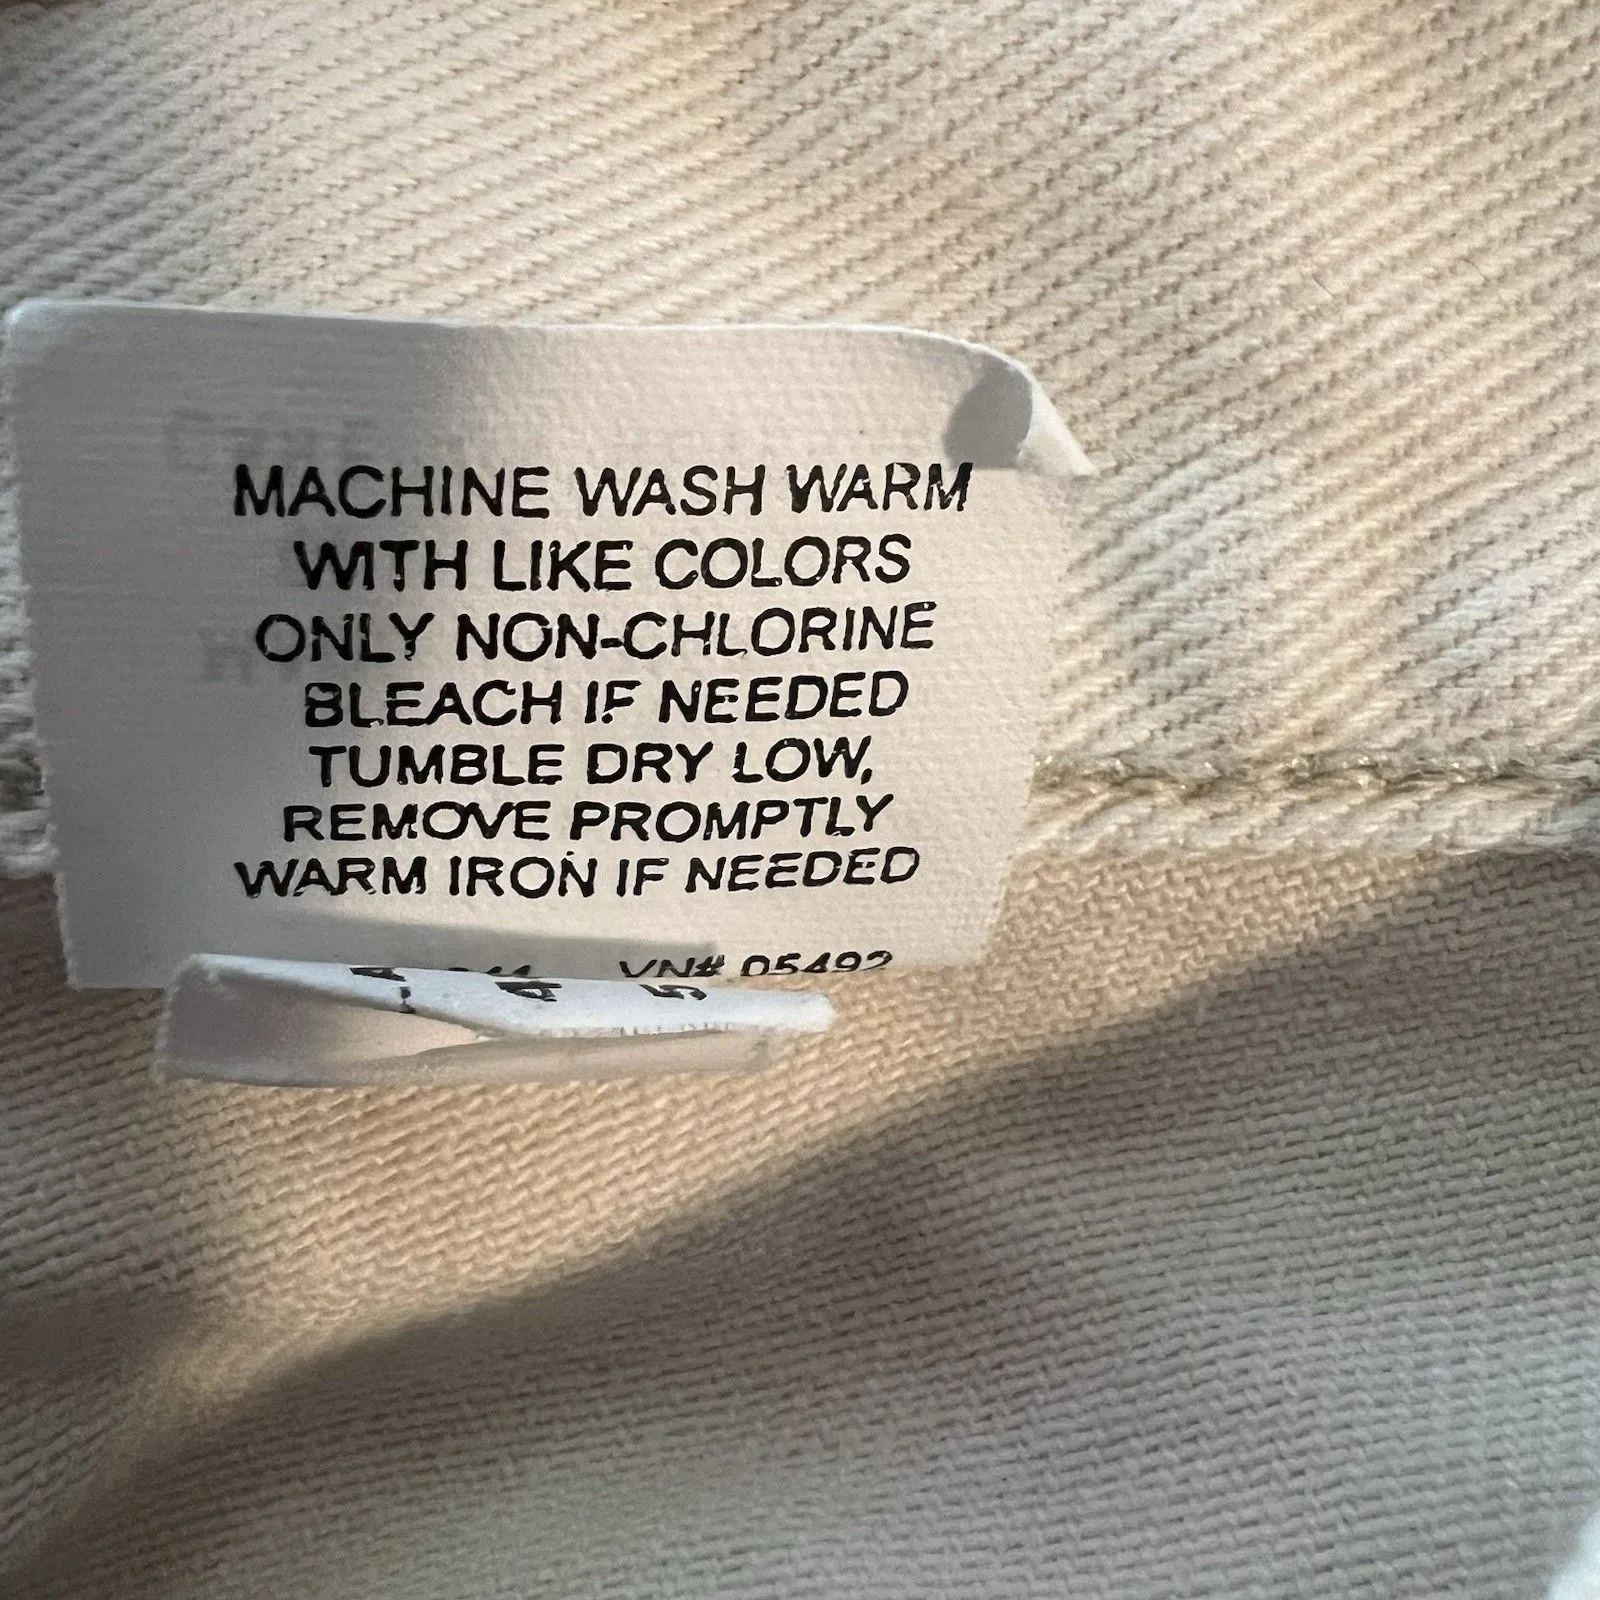 MACHINE WASH WARM
WITH LIKE COLORS
ONLY NON-CHLORINE
BLEACH IF NEEDED
TUMBLE DRY LOW,
REMOVE PROMPTLY
WARM IRON IF NEEDED
VN# 05492